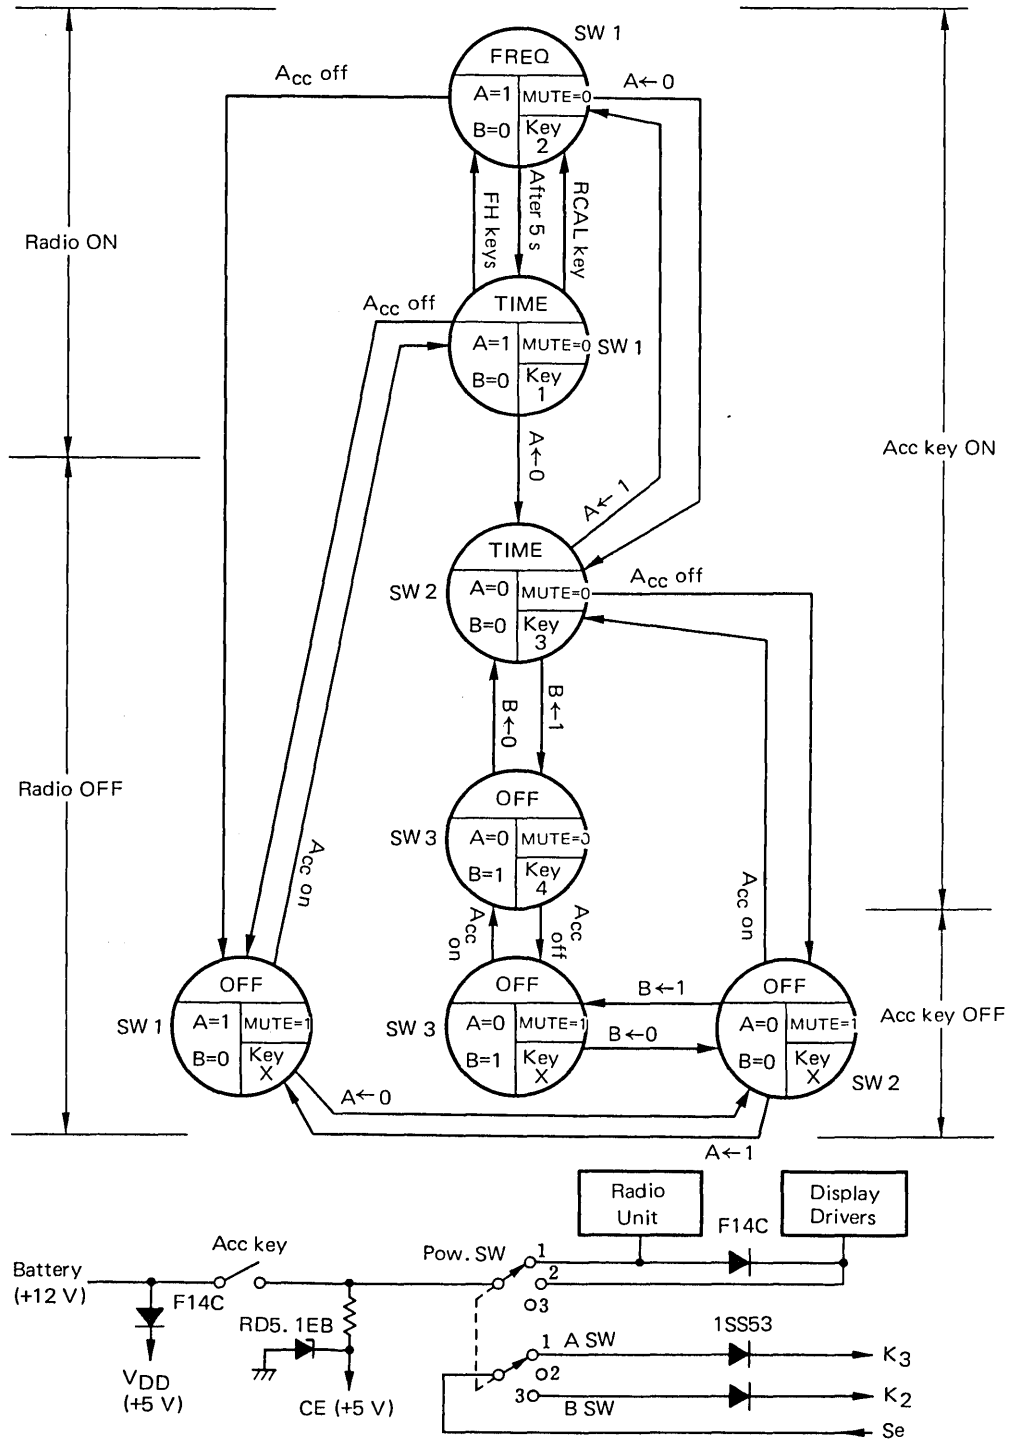 SW 1
FREQ
Acc off
A←0
A=1
MUTE=0
B=0
Key
2
FH keys
After 5 s
RCAL key
Radio ON
TIME
Acc off
A=1
MUTE=0
SW 1
B=0
Key
1
Acc key ON
A←0
A←1
TIME
Acc off
SW 2
A=0
MUTE=0
B=0
Key
3
B←0
B←1
Radio OFF
OFF
SW 3
A=0
MUTE=0
B=1
Key
4
Acc on
Acc on
Acc off
Acc on
OFF
OFF
OFF
SW 1
A=1
MUTE=1
B=0
Key
X
SW 3
A=0
MUTE=1
B=1
Key
X
B←1
B←0
A=0
MUTE=1
B=0
Key
X
SW 2
Acc key OFF
A←0
A←1
Radio
Unit
Display
Drivers
F14C
Acc key
Pow. SW
1
2
3
Battery
(+12 V)
F14C
RD5.1EB
VDD
(+5 V)
CE (+5 V)
1SS53
1
A SW
K3
2
3
B SW
K2
Se